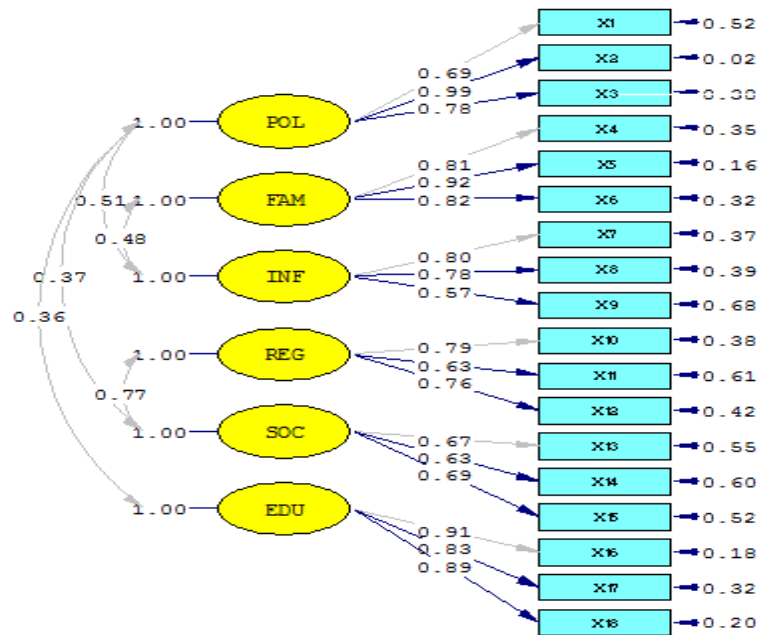 X1 0.52
0.69 X2 0.02
0.99
0.78 X3 0.38
1.00 POL
X4 0.35
0.81 X5 0.16
0.92
0.51 1.00 FAM 0.82 X6 0.32
0.48
0.80 X7 0.37
0.37 1.00 INF 0.78 X8 0.39
0.57
0.36 X9 0.68
0.79 X10 0.38
1.00 REG 0.63 X11 0.61
0.76
0.77 X12 0.42
1.00 SOC 0.67 X13 0.55
0.63
0.69 X14 0.60
1.00 EDU X15 0.52
0.91 X16 0.18
0.83
0.89 X17 0.32
X18 0.20